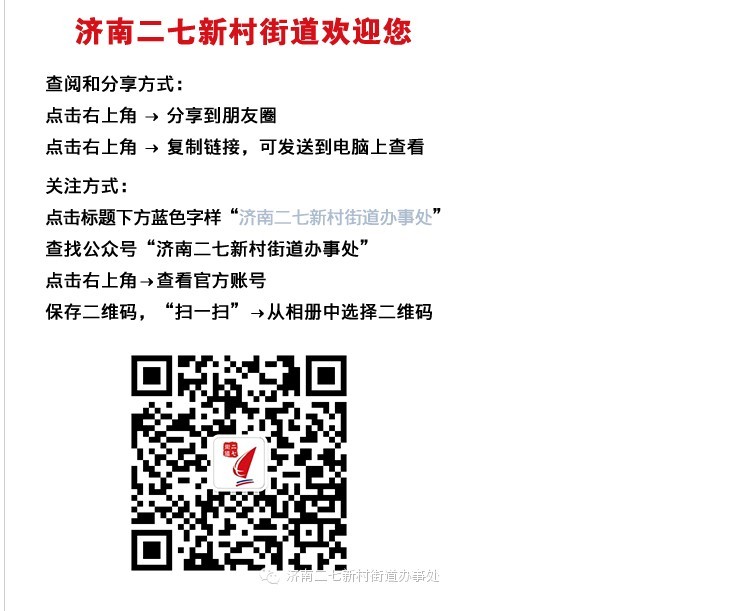 济南二七新村街道欢迎您
查阅和分享方式：
点击右上角 → 分享到朋友圈
点击右上角 → 复制链接，可发送到电脑上查看
关注方式：
点击标题下方蓝色字样“济南二七新村街道办事处”
查找公众号“济南二七新村街道办事处”
点击右上角→查看官方账号
保存二维码，“扫一扫”→从相册中选择二维码
二七
街道
济南二七新村街道办事处